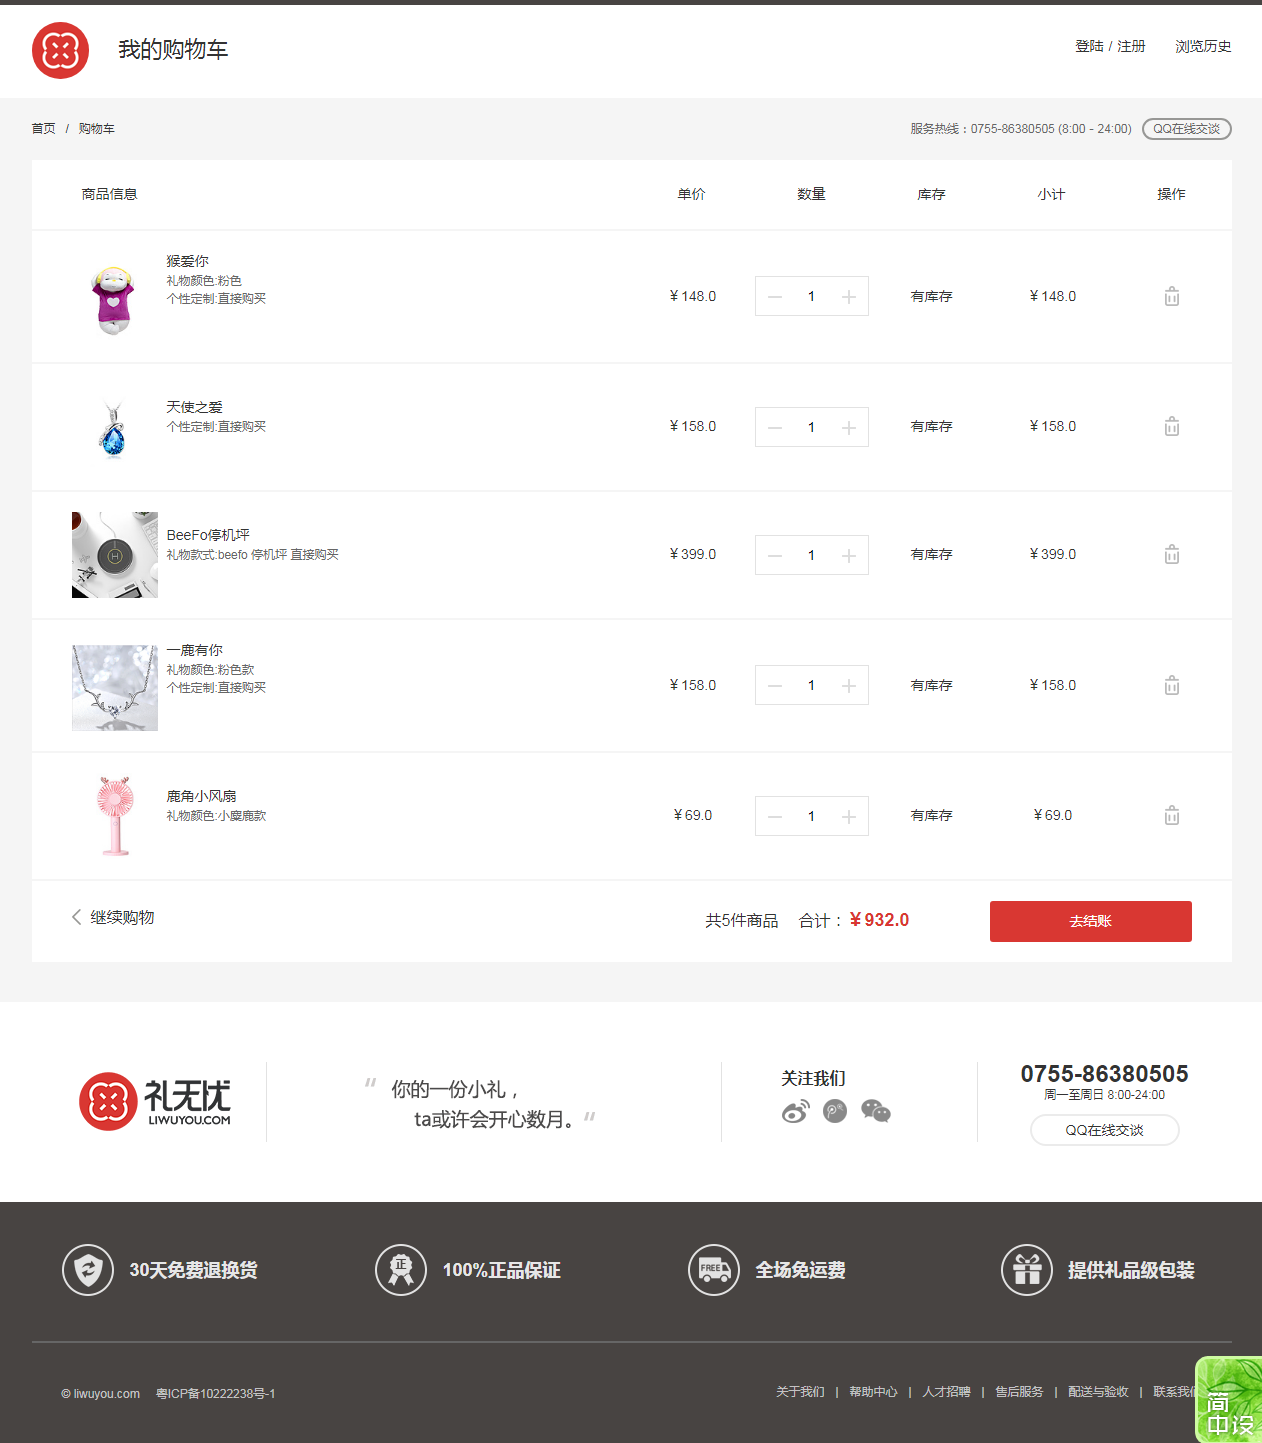 我的购物车
登陆 / 注册 浏览历史
首页 / 购物车
服务热线：0755-86380505 (8:00 - 24:00) QQ在线交谈
商品信息 单价 数量 库存 小计 操作
猴爱你
礼物颜色:粉色
个性定制:直接购买
￥148.0 1 有库存 ￥148.0
天使之爱
个性定制:直接购买
￥158.0 1 有库存 ￥158.0
BeeFo停机坪
礼物款式:beefo 停机坪 直接购买
￥399.0 1 有库存 ￥399.0
一鹿有你
礼物颜色:粉色款
个性定制:直接购买
￥158.0 1 有库存 ￥158.0
鹿角小风扇
礼物颜色:小麋鹿款
￥69.0 1 有库存 ￥69.0
继续购物 共5件商品 合计：￥932.0 去结账
礼无忧
LIWUYOU.COM
“ 你的一份小礼，
ta或许会开心数月。“
关注我们
0755-86380505
周一至周日 8:00-24:00
QQ在线交谈
30天免费退换货
正 100%正品保证
FREE 全场免运费
提供礼品级包装
© liwuyou.com 粤ICP备10222238号-1
关于我们 | 帮助中心 | 人才招聘 | 售后服务 | 配送与验收 | 联系我们
简
中 设